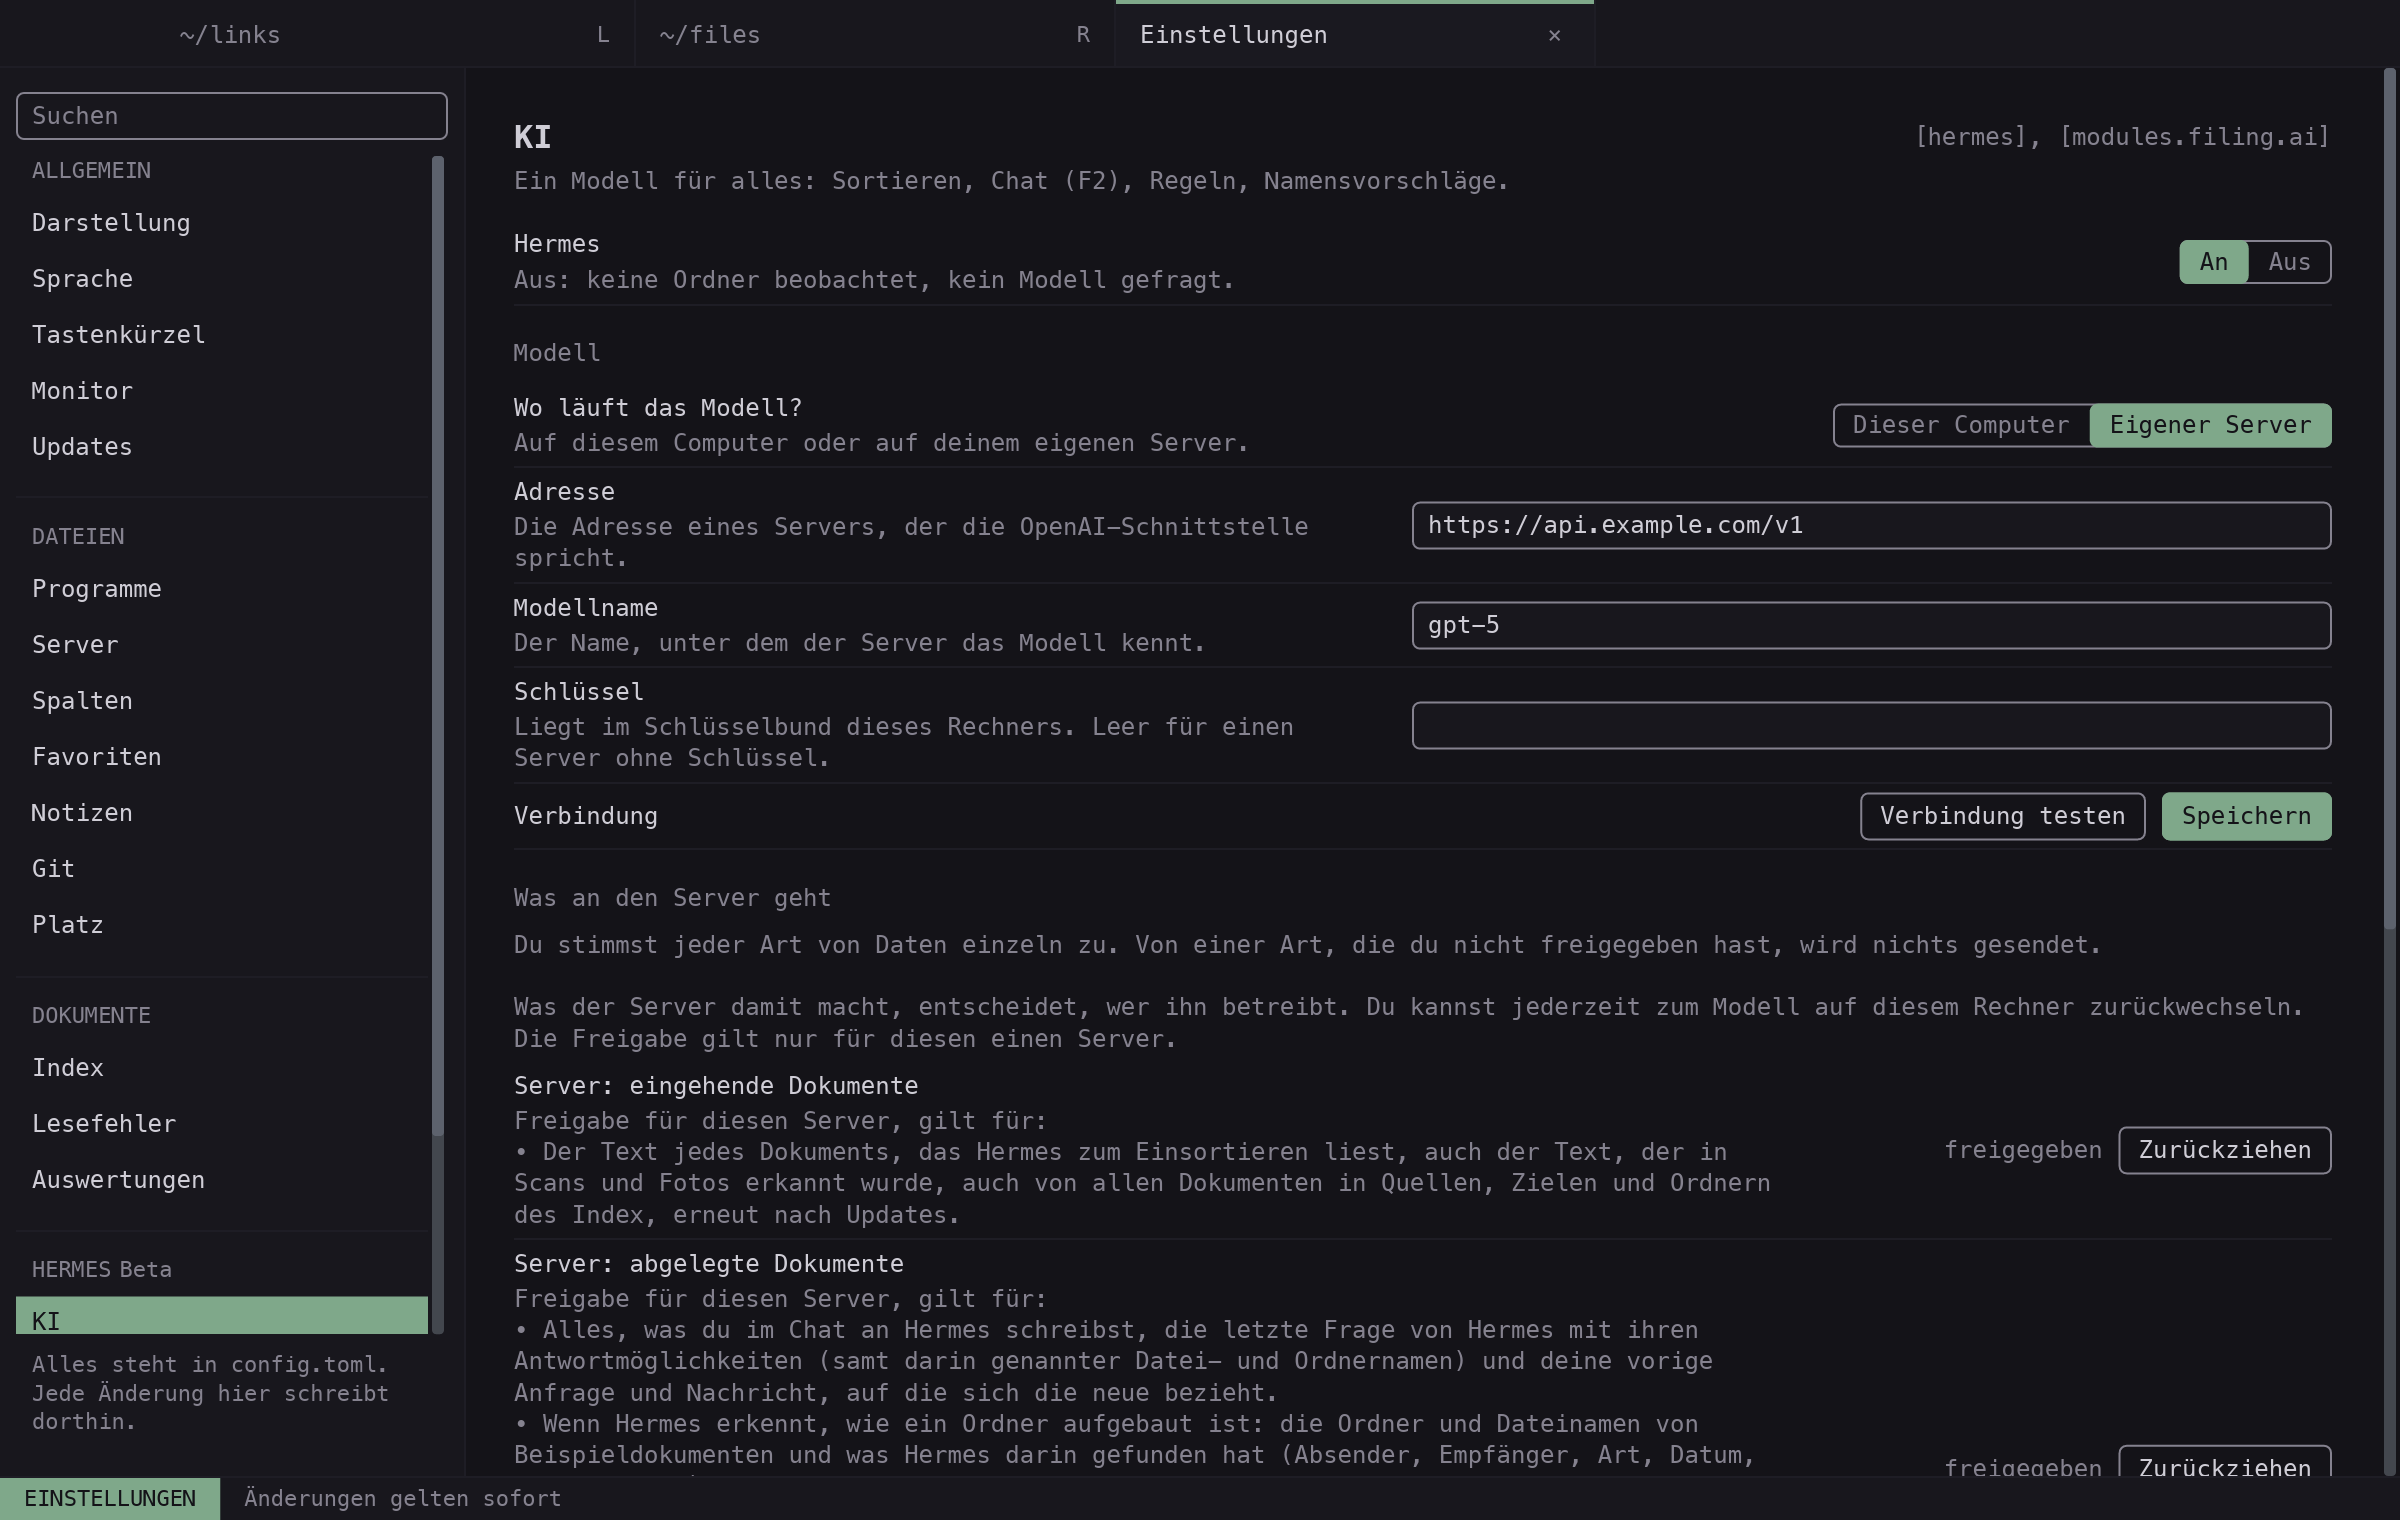 ~/links L ~/files R Einstellungen ×
Suchen
ALLGEMEIN
Darstellung
Sprache
Tastenkürzel
Monitor
Updates
DATEIEN
Programme
Server
Spalten
Favoriten
Notizen
Git
Platz
DOKUMENTE
Index
Lesefehler
Auswertungen
HERMES Beta
KI
Alles steht in config.toml.
Jede Änderung hier schreibt
dorthin.
KI [hermes], [modules.filing.ai]
Ein Modell für alles: Sortieren, Chat (F2), Regeln, Namensvorschläge.
Hermes
Aus: keine Ordner beobachtet, kein Modell gefragt.
An Aus
Modell
Wo läuft das Modell?
Auf diesem Computer oder auf deinem eigenen Server.
Dieser Computer Eigener Server
Adresse
Die Adresse eines Servers, der die OpenAI-Schnittstelle
spricht.
https://api.example.com/v1
Modellname
Der Name, unter dem der Server das Modell kennt.
gpt-5
Schlüssel
Liegt im Schlüsselbund dieses Rechners. Leer für einen
Server ohne Schlüssel.
Verbindung Verbindung testen Speichern
Was an den Server geht
Du stimmst jeder Art von Daten einzeln zu. Von einer Art, die du nicht freigegeben hast, wird nichts gesendet.
Was der Server damit macht, entscheidet, wer ihn betreibt. Du kannst jederzeit zum Modell auf diesem Rechner zurückwechseln.
Die Freigabe gilt nur für diesen einen Server.
Server: eingehende Dokumente
Freigabe für diesen Server, gilt für:
• Der Text jedes Dokuments, das Hermes zum Einsortieren liest, auch der Text, der in
Scans und Fotos erkannt wurde, auch von allen Dokumenten in Quellen, Zielen und Ordnern
des Index, erneut nach Updates.
freigegeben Zurückziehen
Server: abgelegte Dokumente
Freigabe für diesen Server, gilt für:
• Alles, was du im Chat an Hermes schreibst, die letzte Frage von Hermes mit ihren
Antwortmöglichkeiten (samt darin genannter Datei- und Ordnernamen) und deine vorige
Anfrage und Nachricht, auf die sich die neue bezieht.
• Wenn Hermes erkennt, wie ein Ordner aufgebaut ist: die Ordner und Dateinamen von
Beispieldokumenten und was Hermes darin gefunden hat (Absender, Empfänger, Art, Datum,
freigegeben Zurückziehen
EINSTELLUNGEN Änderungen gelten sofort